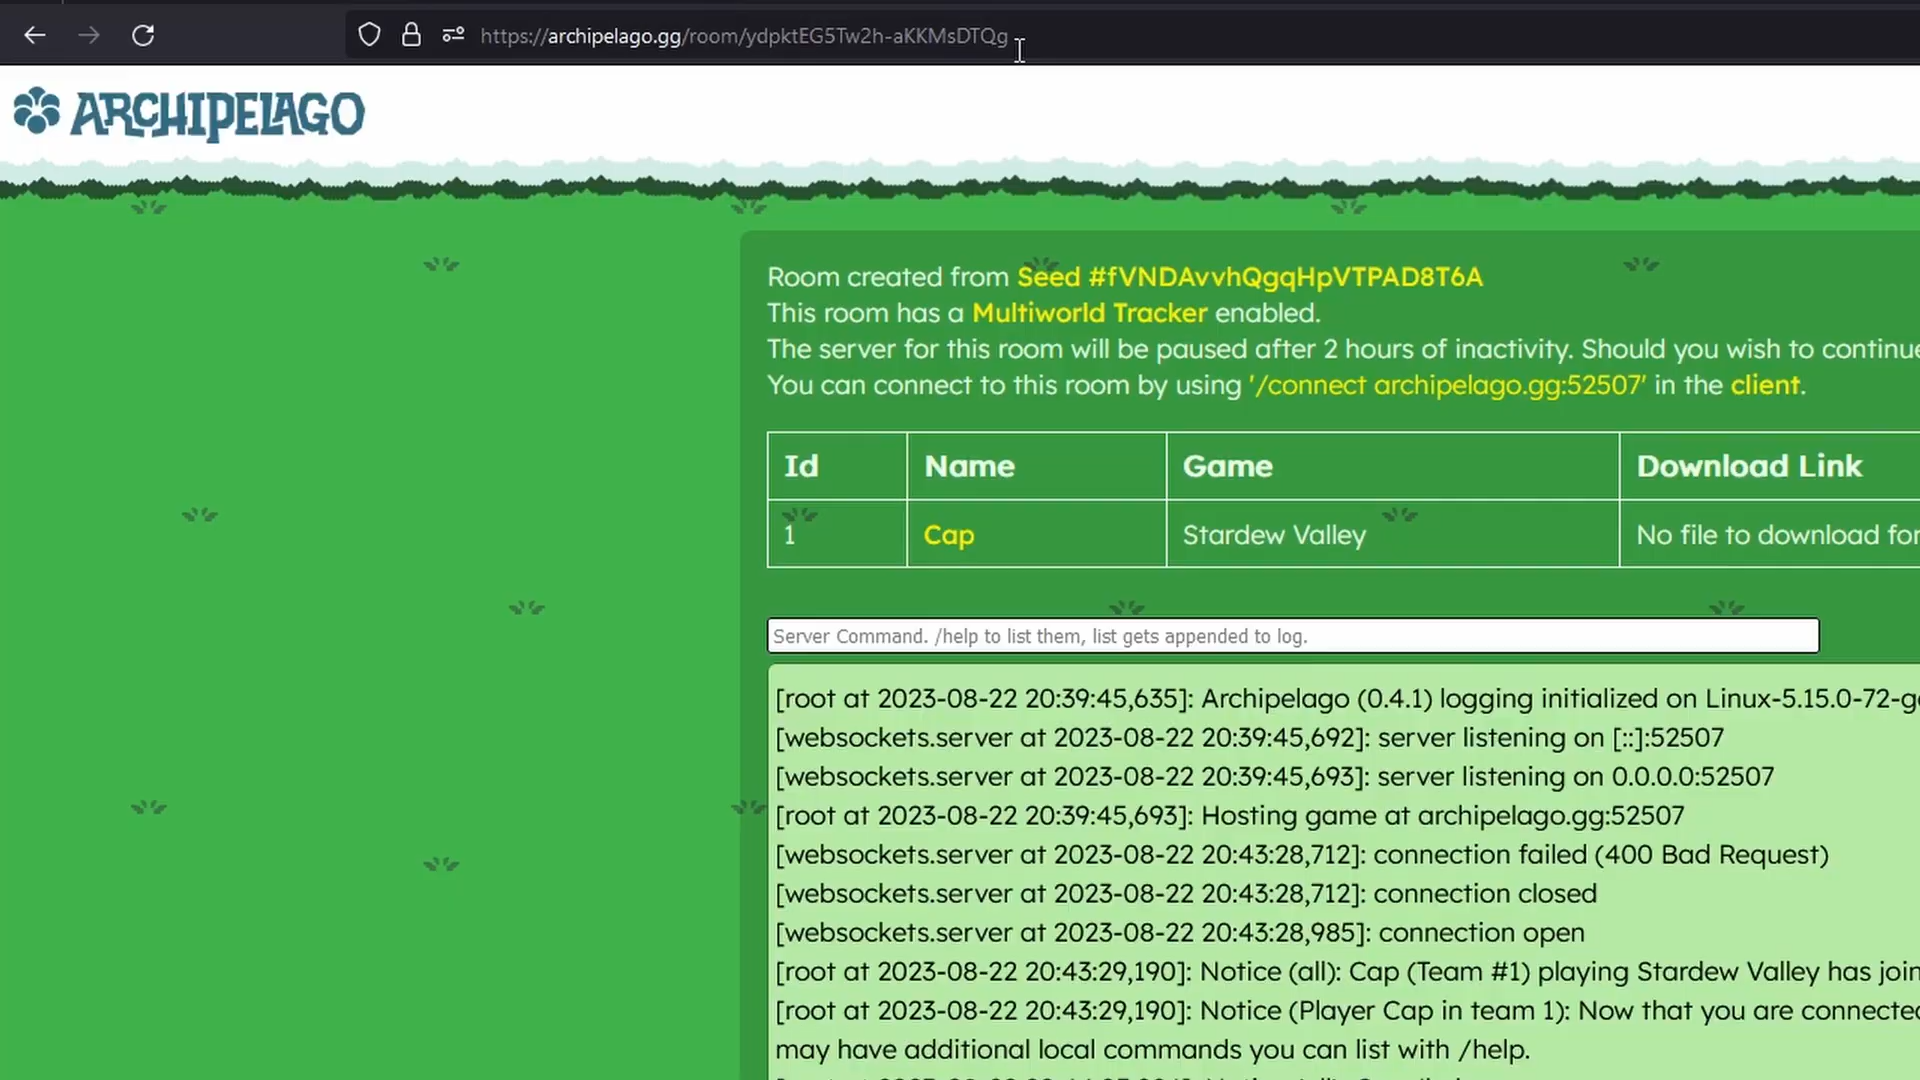 https://archipelago.gg/room/ydpktEG5Tw2h-aKKMsDTQg
ARCHIPELAGO
Room created from Seed #fVNDAvvhQgqHpVTPAD8T6A
This room has a Multiworld Tracker enabled.
The server for this room will be paused after 2 hours of inactivity. Should you wish to continue
You can connect to this room by using '/connect archipelago.gg:52507' in the client.
Id Name Game Download Link
1 Cap Stardew Valley No file to download for
Server Command. /help to list them, list gets appended to log.
[root at 2023-08-22 20:39:45,635]: Archipelago (0.4.1) logging initialized on Linux-5.15.0-72-ge
[websockets.server at 2023-08-22 20:39:45,692]: server listening on [::]:52507
[websockets.server at 2023-08-22 20:39:45,693]: server listening on 0.0.0.0:52507
[root at 2023-08-22 20:39:45,693]: Hosting game at archipelago.gg:52507
[websockets.server at 2023-08-22 20:43:28,712]: connection failed (400 Bad Request)
[websockets.server at 2023-08-22 20:43:28,712]: connection closed
[websockets.server at 2023-08-22 20:43:28,985]: connection open
[root at 2023-08-22 20:43:29,190]: Notice (all): Cap (Team #1) playing Stardew Valley has join
[root at 2023-08-22 20:43:29,190]: Notice (Player Cap in team 1): Now that you are connected
may have additional local commands you can list with /help.